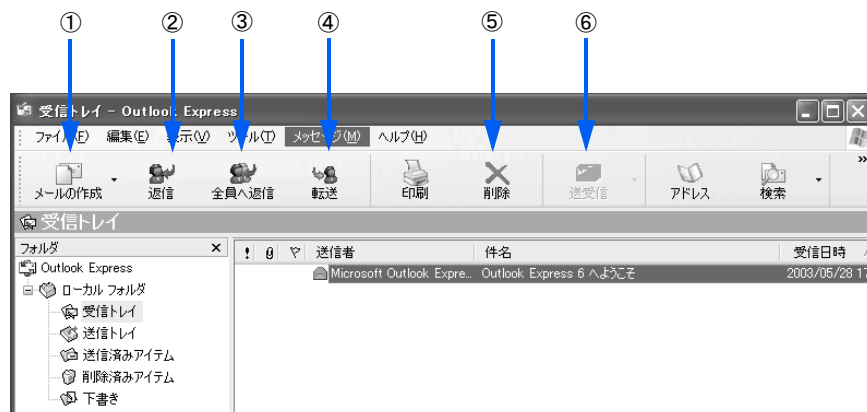 ① ② ③ ④ ⑤ ⑥
受信トレイ - Outlook Express
ファイル(F) 編集(E) 表示(V) ツール(T) メッセージ(M) ヘルプ(H)
メールの作成 返信 全員へ返信 転送 印刷 削除 送受信 アドレス 検索 »
受信トレイ
フォルダ × ! 送信者 件名 受信日時
Outlook Express
Microsoft Outlook Expre... Outlook Express 6 へようこそ 2003/05/28 17
ローカル フォルダ
受信トレイ
送信トレイ
送信済みアイテム
削除済みアイテム
下書き